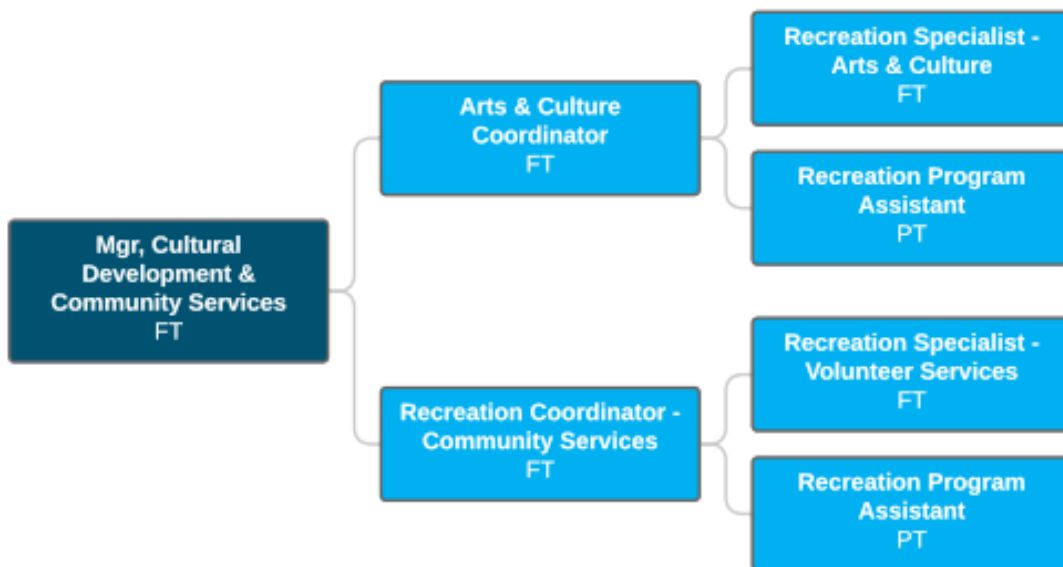 Mgr, Cultural
Development &
Community Services
FT
Arts & Culture
Coordinator
FT
Recreation Specialist -
Arts & Culture
FT
Recreation Program
Assistant
PT
Recreation Coordinator -
Community Services
FT
Recreation Specialist -
Volunteer Services
FT
Recreation Program
Assistant
PT